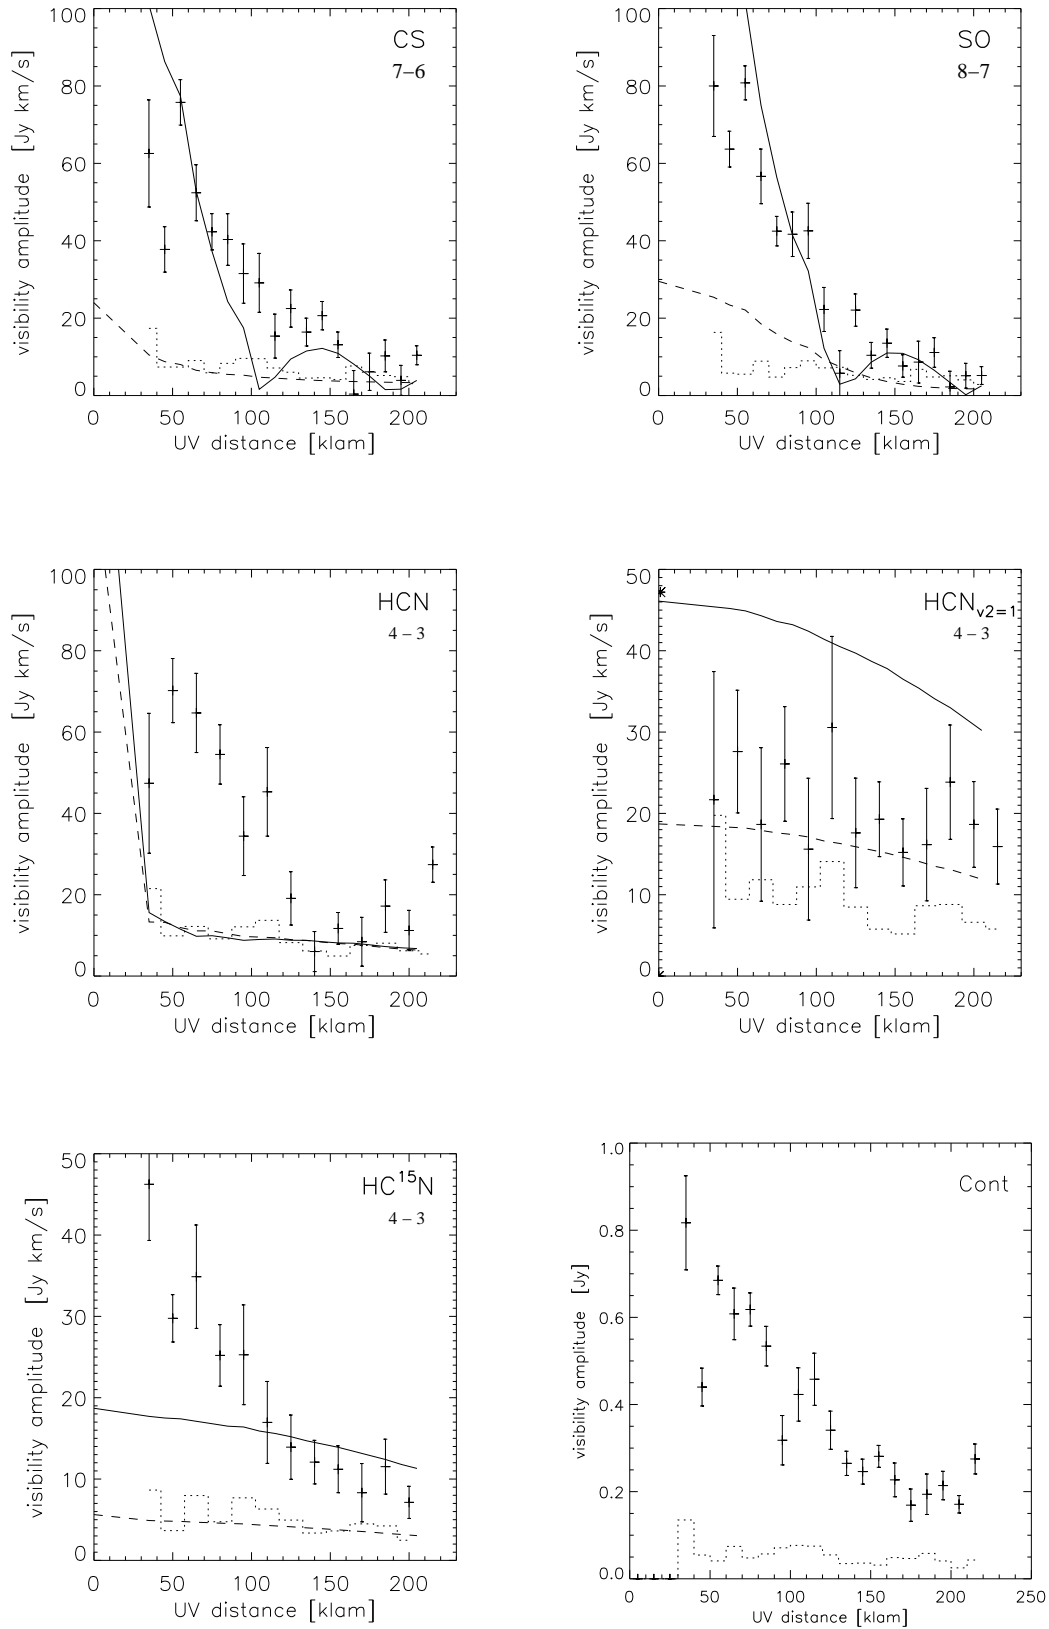 CS
7–6
100
80
60
40
20
0
visibility amplitude [Jy km/s]
0 50 100 150 200
UV distance [klam]
SO
8–7
100
80
60
40
20
0
visibility amplitude [Jy km/s]
0 50 100 150 200
UV distance [klam]
HCN
4–3
100
80
60
40
20
0
visibility amplitude [Jy km/s]
0 50 100 150 200
UV distance [klam]
HCN v2=1
4–3
50
40
30
20
10
0
visibility amplitude [Jy km/s]
0 50 100 150 200
UV distance [klam]
HC¹⁵N
4–3
50
40
30
20
10
0
visibility amplitude [Jy km/s]
0 50 100 150 200
UV distance [klam]
Cont
1.0
0.8
0.6
0.4
0.2
0.0
visibility amplitude [Jy]
0 50 100 150 200 250
UV distance [klam]